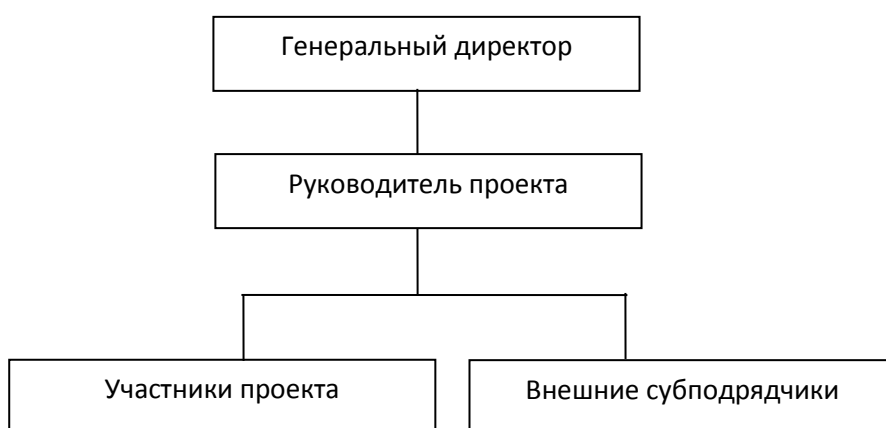 Генеральный директор
Руководитель проекта
Участники проекта
Внешние субподрядчики